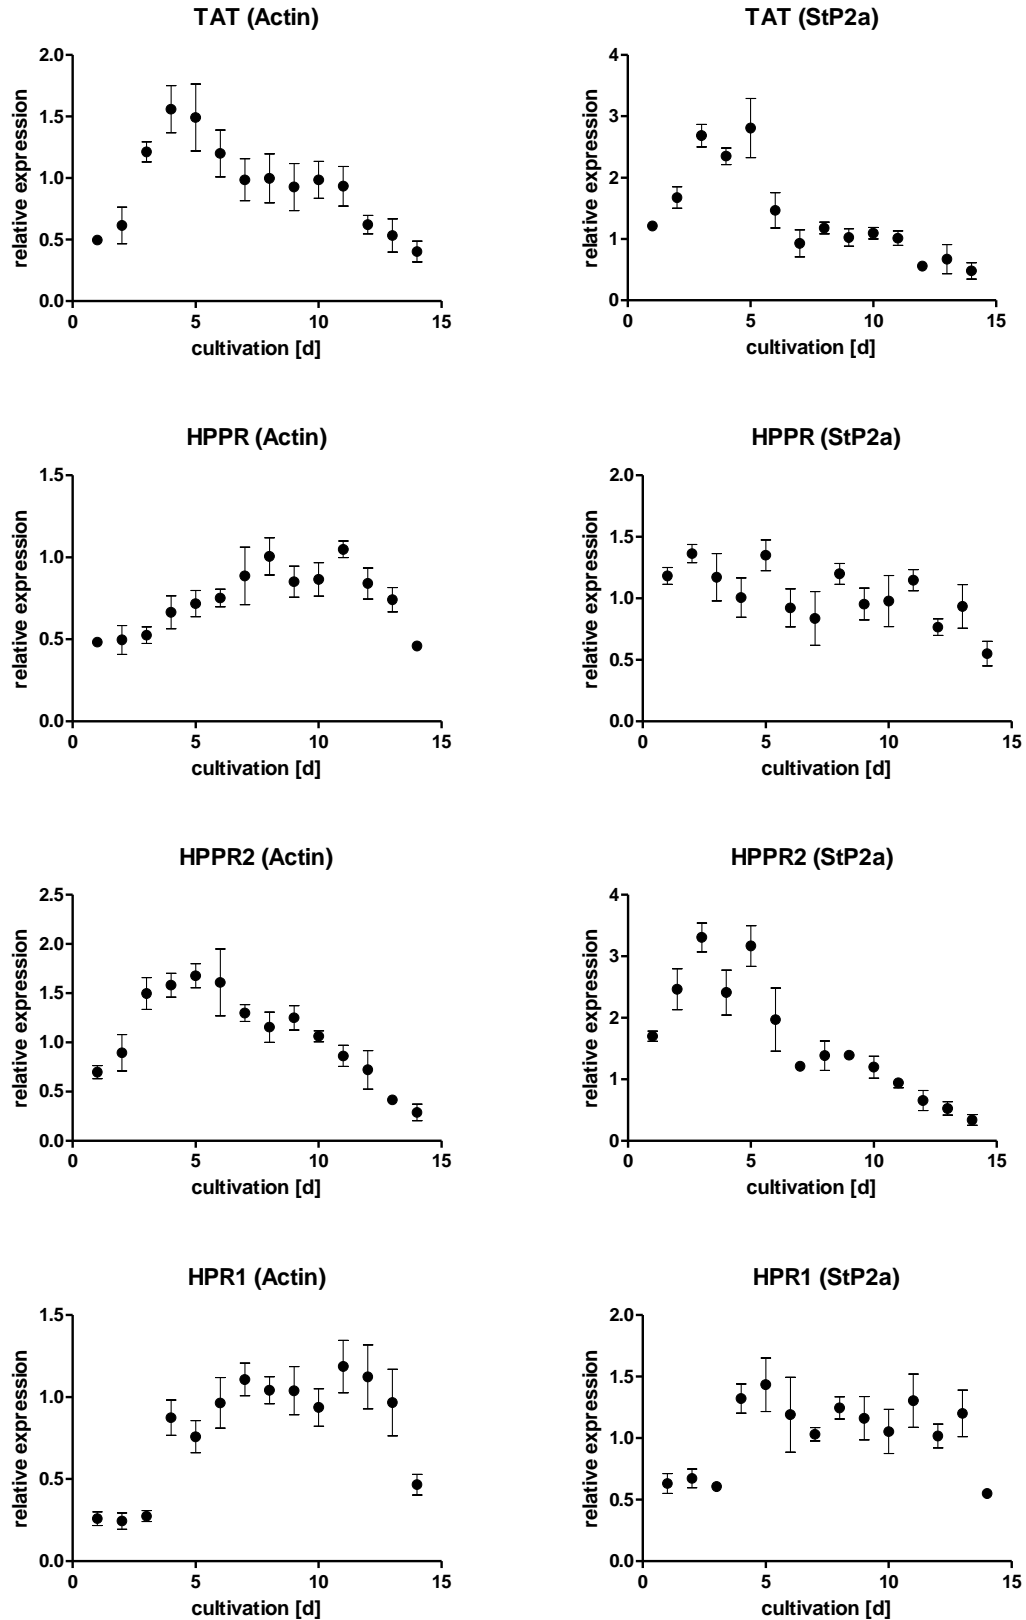 TAT (Actin)
relative expression
2.0
1.5
1.0
0.5
0.0
0 5 10 15
cultivation [d]
TAT (StP2a)
relative expression
4
3
2
1
0
0 5 10 15
cultivation [d]
HPPR (Actin)
relative expression
1.5
1.0
0.5
0.0
0 5 10 15
cultivation [d]
HPPR (StP2a)
relative expression
2.0
1.5
1.0
0.5
0.0
0 5 10 15
cultivation [d]
HPPR2 (Actin)
relative expression
2.5
2.0
1.5
1.0
0.5
0.0
0 5 10 15
cultivation [d]
HPPR2 (StP2a)
relative expression
4
3
2
1
0
0 5 10 15
cultivation [d]
HPR1 (Actin)
relative expression
1.5
1.0
0.5
0.0
0 5 10 15
cultivation [d]
HPR1 (StP2a)
relative expression
2.0
1.5
1.0
0.5
0.0
0 5 10 15
cultivation [d]